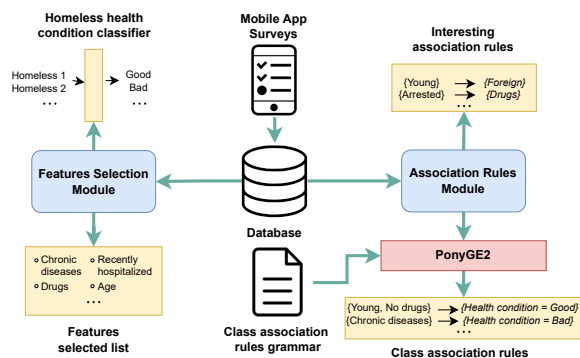 Homeless health
condition classifier
Homeless 1
Homeless 2
...
Good
Bad
...
Mobile App
Surveys
Interesting
association rules
{Young} {Foreign}
{Arrested} {Drugs}
...
Features Selection
Module
Database
Association Rules
Module
Chronic
diseases
Drugs
Recently
hospitalized
Age
...
Features
selected list
Class association
rules grammar
PonyGE2
{Young, No drugs} {Health condition = Good}
{Chronic diseases} {Health condition = Bad}
...
Class association rules